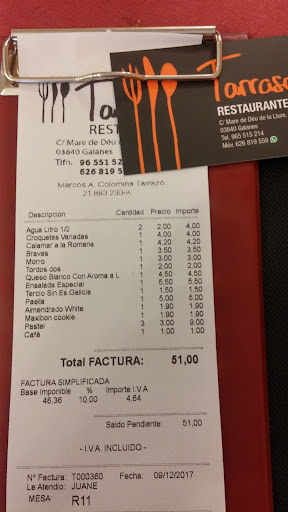 Tarrasó
RESTAURANTE
C/ Mare de Déu de la Llum,
03840 Gaianes
Tel. 965 515 214
Móv. 626 819 559
C/ Mare de Déu de
03840 Gaianes
Tlfn. 96 551 52
626 819 5
Marcos A. Colomina Tarrazó
21.693.230-K
Descripcion Cantidad Precio Importe
Agua Litro 1/2 2 2,00 4,00
Croquetas Variadas 1 4,00 4,00
Calamar a la Romana 1 4,20 4,20
Bravas 1 3,50 3,50
Morro 1 3,00 3,00
Tordos dos 1 2,00 2,00
Queso Blanco Con Aroma a L 1 4,50 4,50
Ensalada Especial 1 5,50 5,50
Tercio Sin Es Galicia 1 1,50 1,50
Paella 1 5,00 5,00
Almendrado White 1 1,90 1,90
Maxibon cookie 1 1,90 1,90
Pastel 3 3,00 9,00
Café 1 1,00 1,00
Total FACTURA: 51,00
FACTURA SIMPLIFICADA
Base Imponible % Importe I.V.A
46,36 10,00 4,64
Saldo Pendiente: 51,00
- I.V.A. INCLUIDO -
Nº Factura: T000360 Fecha: 09/12/2017
Le Atendio: JUANE
MESA: R11